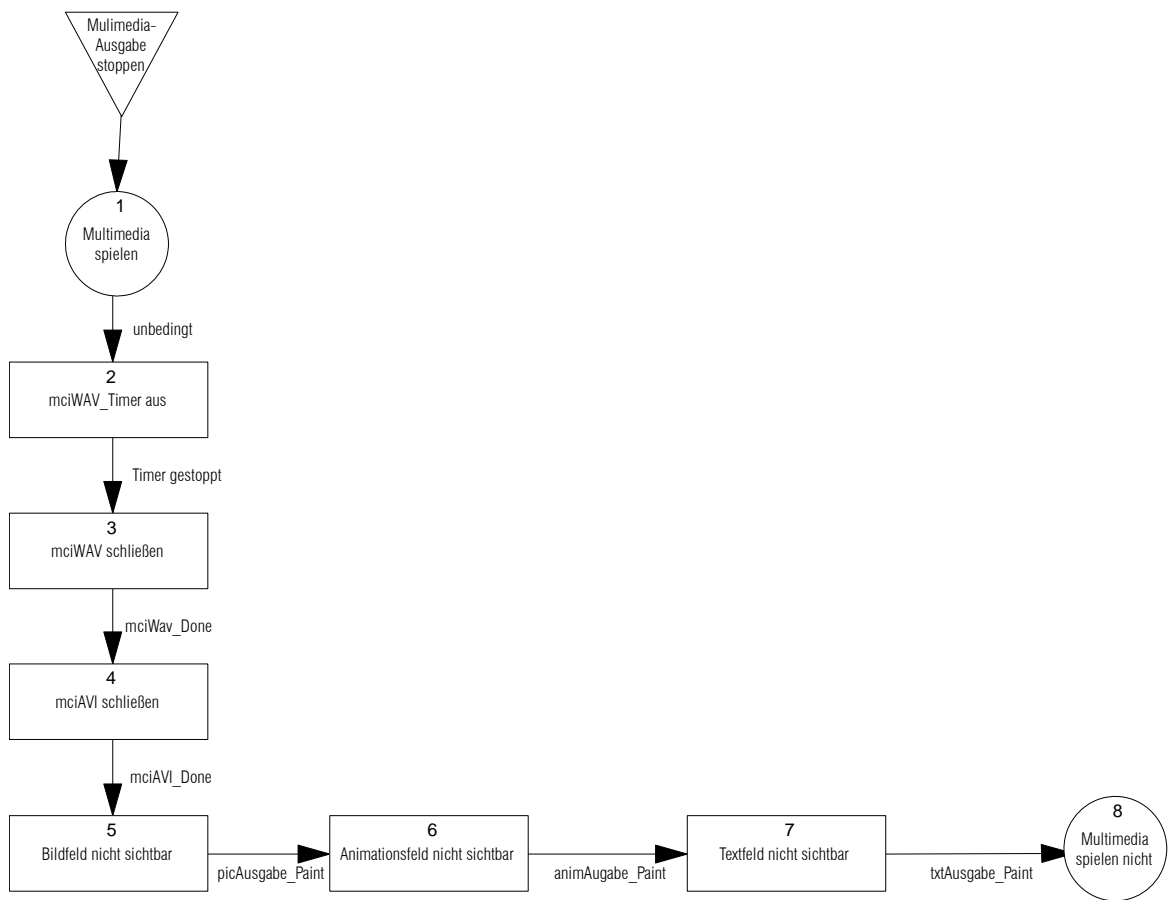 Mulimedia-
Ausgabe
stoppen
1
Multimedia
spielen
unbedingt
2
mciWAV_Timer aus
Timer gestoppt
3
mciWAV schließen
mciWav_Done
4
mciAVI schließen
mciAVI_Done
5
Bildfeld nicht sichtbar
picAusgabe_Paint
6
Animationsfeld nicht sichtbar
animAugabe_Paint
7
Textfeld nicht sichtbar
txtAusgabe_Paint
8
Multimedia
spielen nicht